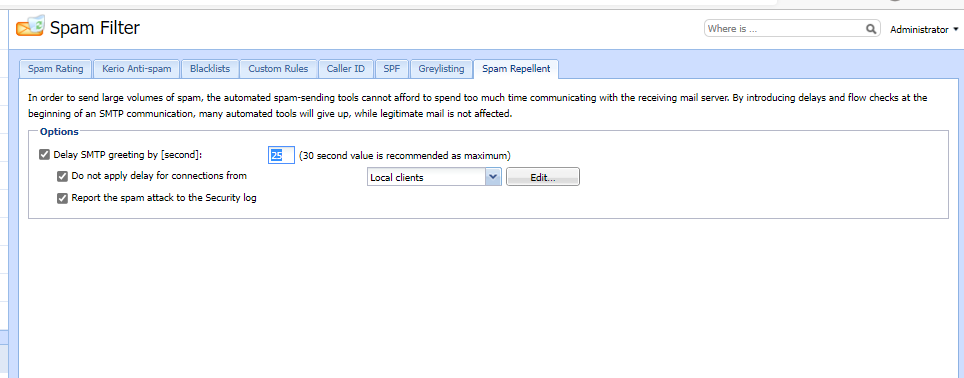 Spam Filter
Where is ...
Administrator
Spam Rating Kerio Anti-spam Blacklists Custom Rules Caller ID SPF Greylisting Spam Repellent
In order to send large volumes of spam, the automated spam-sending tools cannot afford to spend too much time communicating with the receiving mail server. By introducing delays and flow checks at the
beginning of an SMTP communication, many automated tools will give up, while legitimate mail is not affected.
Options
Delay SMTP greeting by [second]: 25 (30 second value is recommended as maximum)
Do not apply delay for connections from Local clients Edit...
Report the spam attack to the Security log